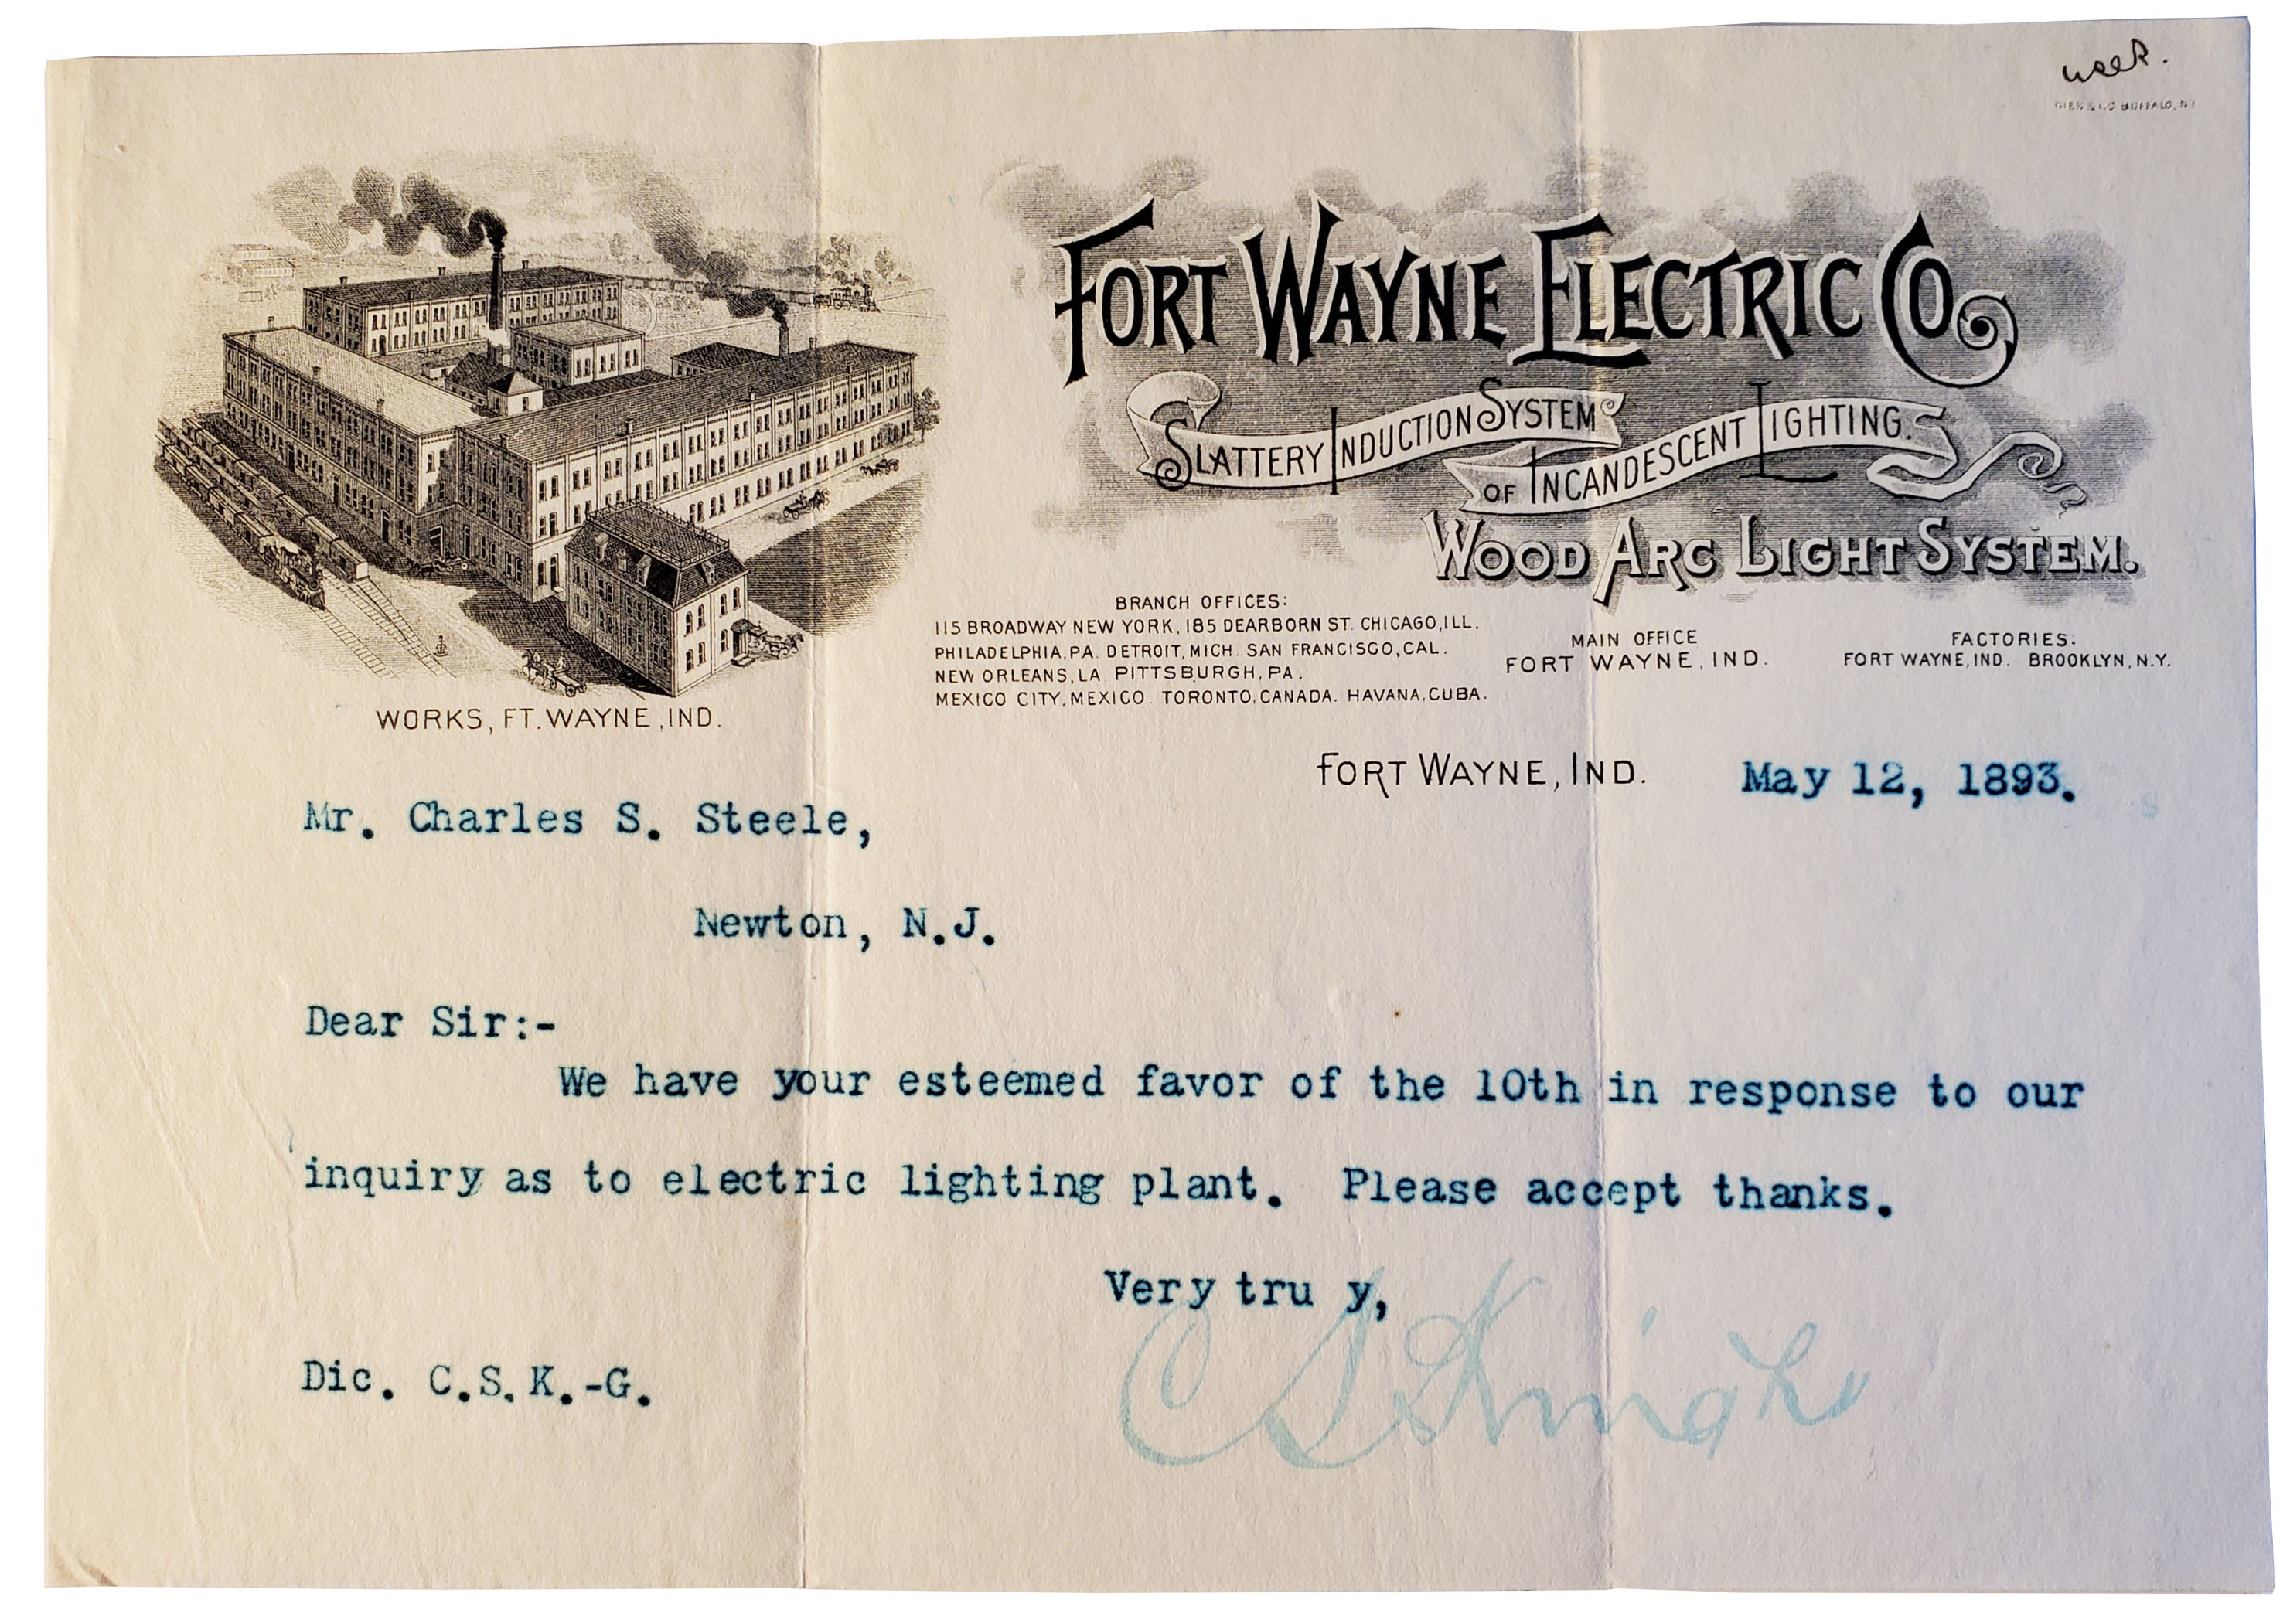 week.
BUFFALO, N.Y.
FORT WAYNE ELECTRIC CO.
SLATTERY INDUCTION SYSTEM
OF INCANDESCENT LIGHTING.
WOOD ARC LIGHT SYSTEM.
BRANCH OFFICES:
115 BROADWAY NEW YORK, 185 DEARBORN ST. CHICAGO, ILL.
PHILADELPHIA, PA. DETROIT, MICH. SAN FRANCISCO, CAL.
NEW ORLEANS, LA. PITTSBURGH, PA.
MEXICO CITY, MEXICO. TORONTO, CANADA. HAVANA, CUBA.
MAIN OFFICE
FORT WAYNE, IND.
FACTORIES:
FORT WAYNE, IND. BROOKLYN, N.Y.
WORKS, FT. WAYNE, IND.
FORT WAYNE, IND. May 12, 1893.
Mr. Charles S. Steele,
Newton, N.J.
Dear Sir:-
We have your esteemed favor of the 10th in response to our
inquiry as to electric lighting plant. Please accept thanks.
Very tru y,
C S Knight
Dic. C.S.K.-G.